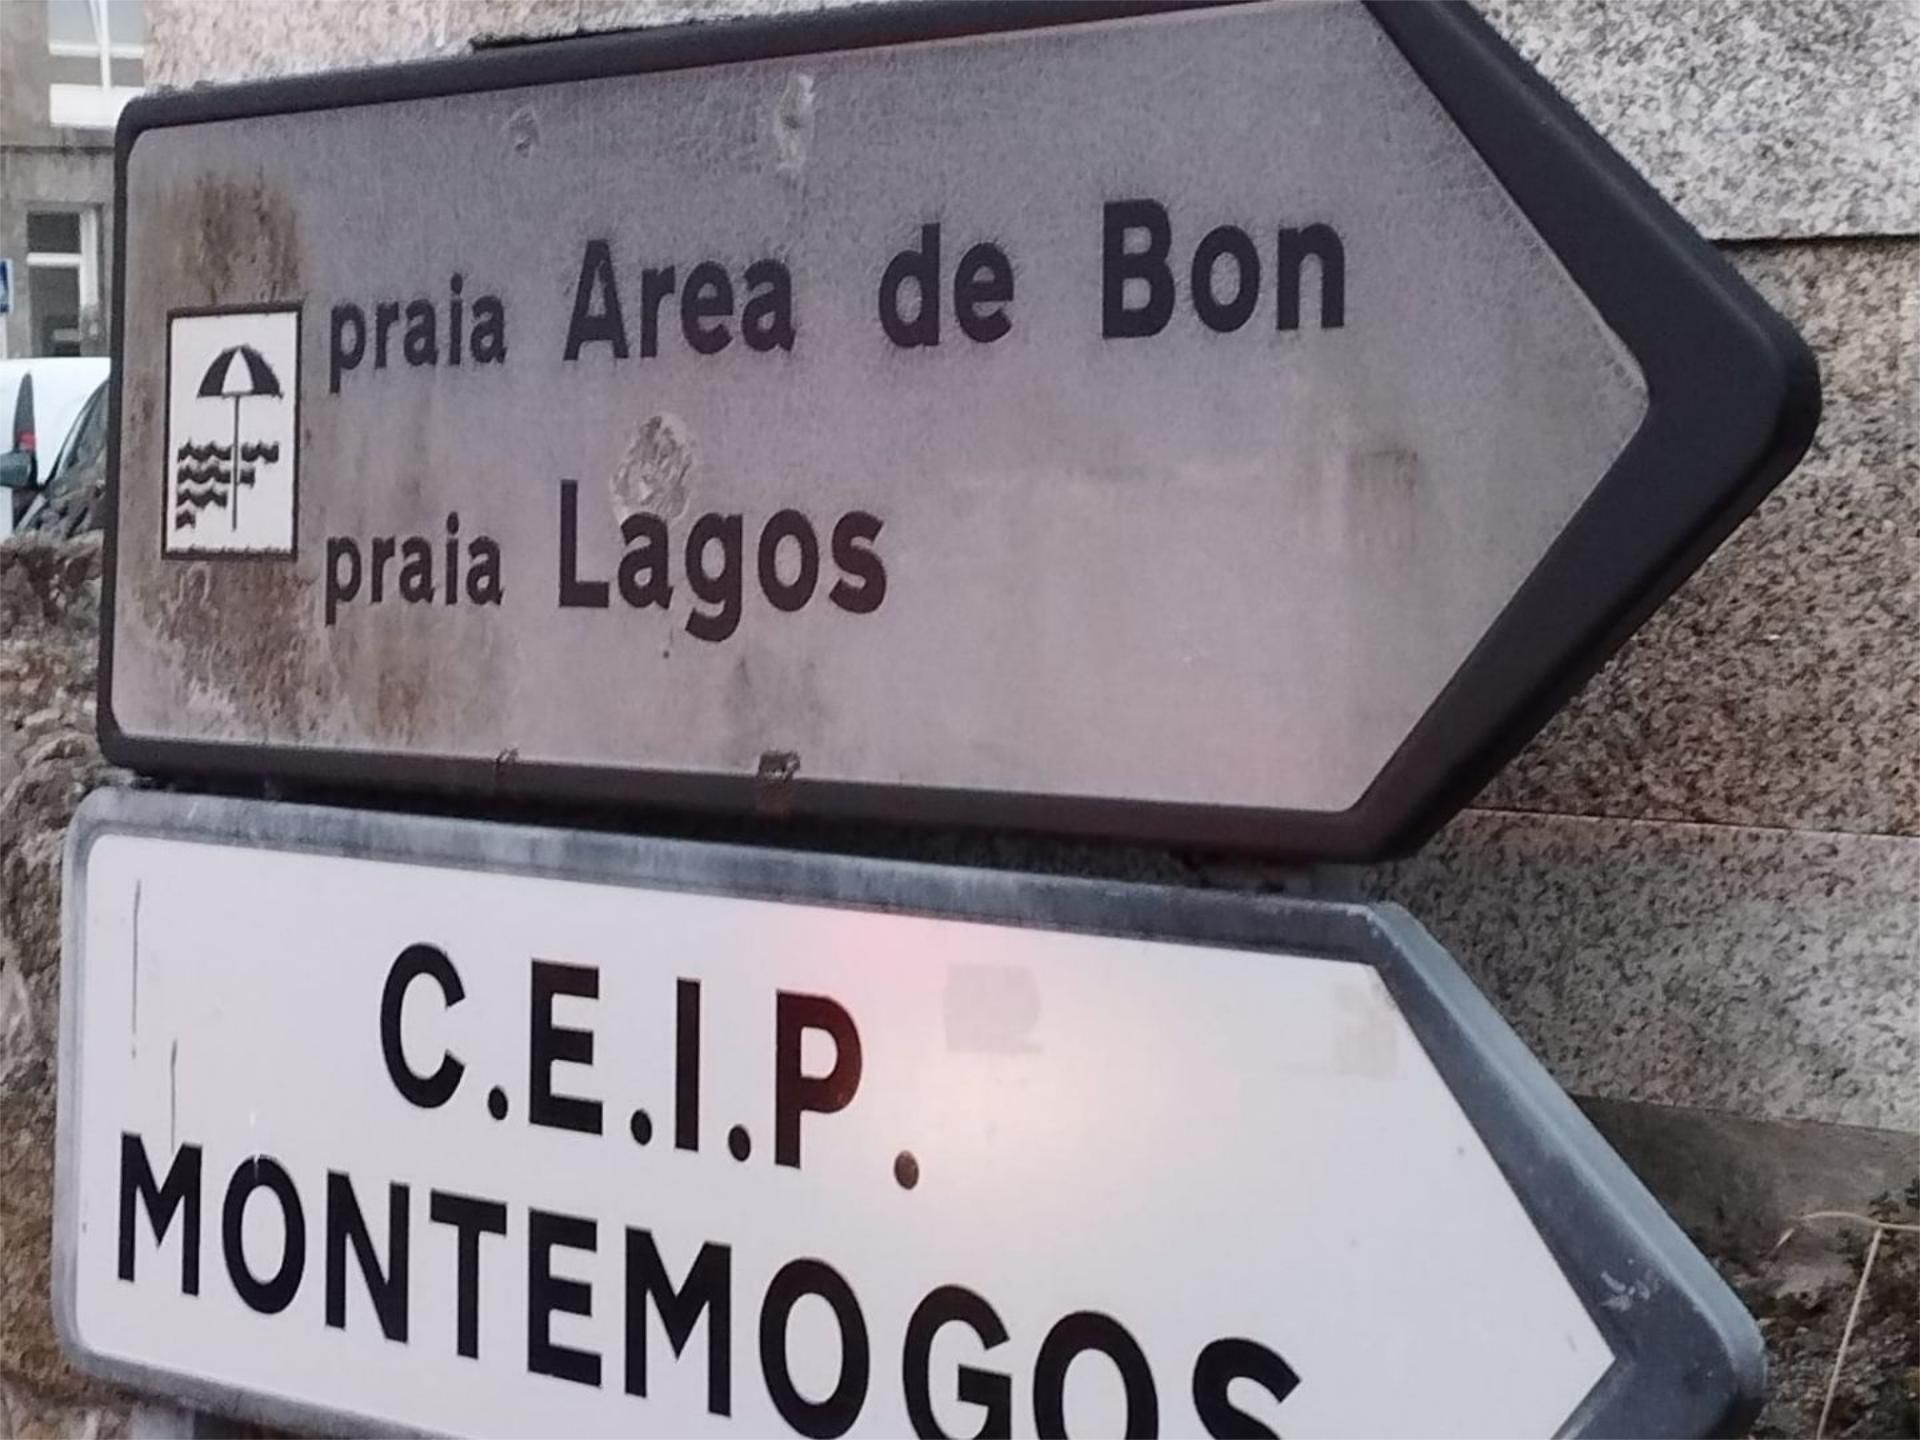 praia Area de Bon
praia Lagos
C.E.I.P.
MONTEMOGOS